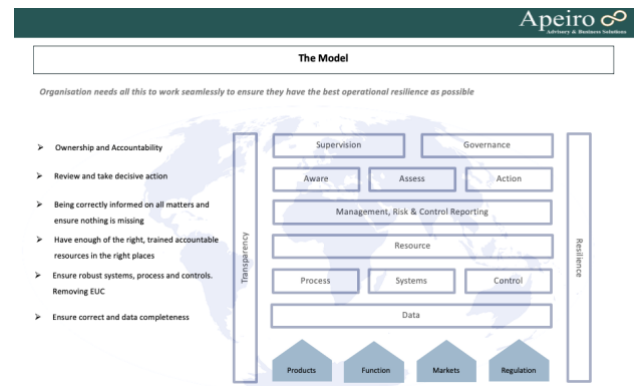 Apeiro
Advisory & Business Solutions
The Model
Organisation needs all this to work seamlessly to ensure they have the best operational resilience as possible
Ownership and Accountability
Review and take decisive action
Being correctly informed on all matters and
ensure nothing is missing
Have enough of the right, trained accountable
resources in the right places
Ensure robust systems, process and controls.
Removing EUC
Ensure correct and data completeness
Transparency
Supervision
Governance
Aware
Assess
Action
Management, Risk & Control Reporting
Resource
Process
Systems
Control
Data
Products
Function
Markets
Regulation
Resilience